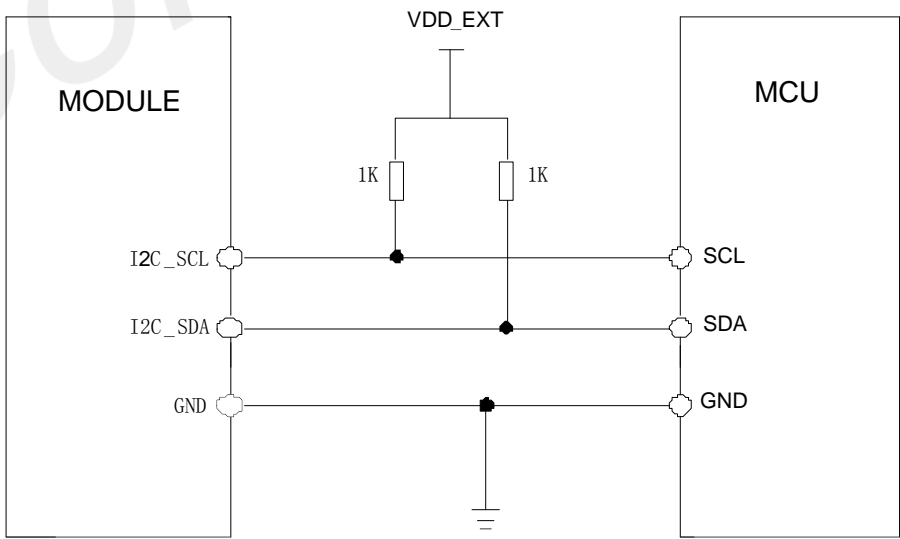 VDD_EXT
MODULE
MCU
1K
1K
I2C_SCL
SCL
I2C_SDA
SDA
GND
GND